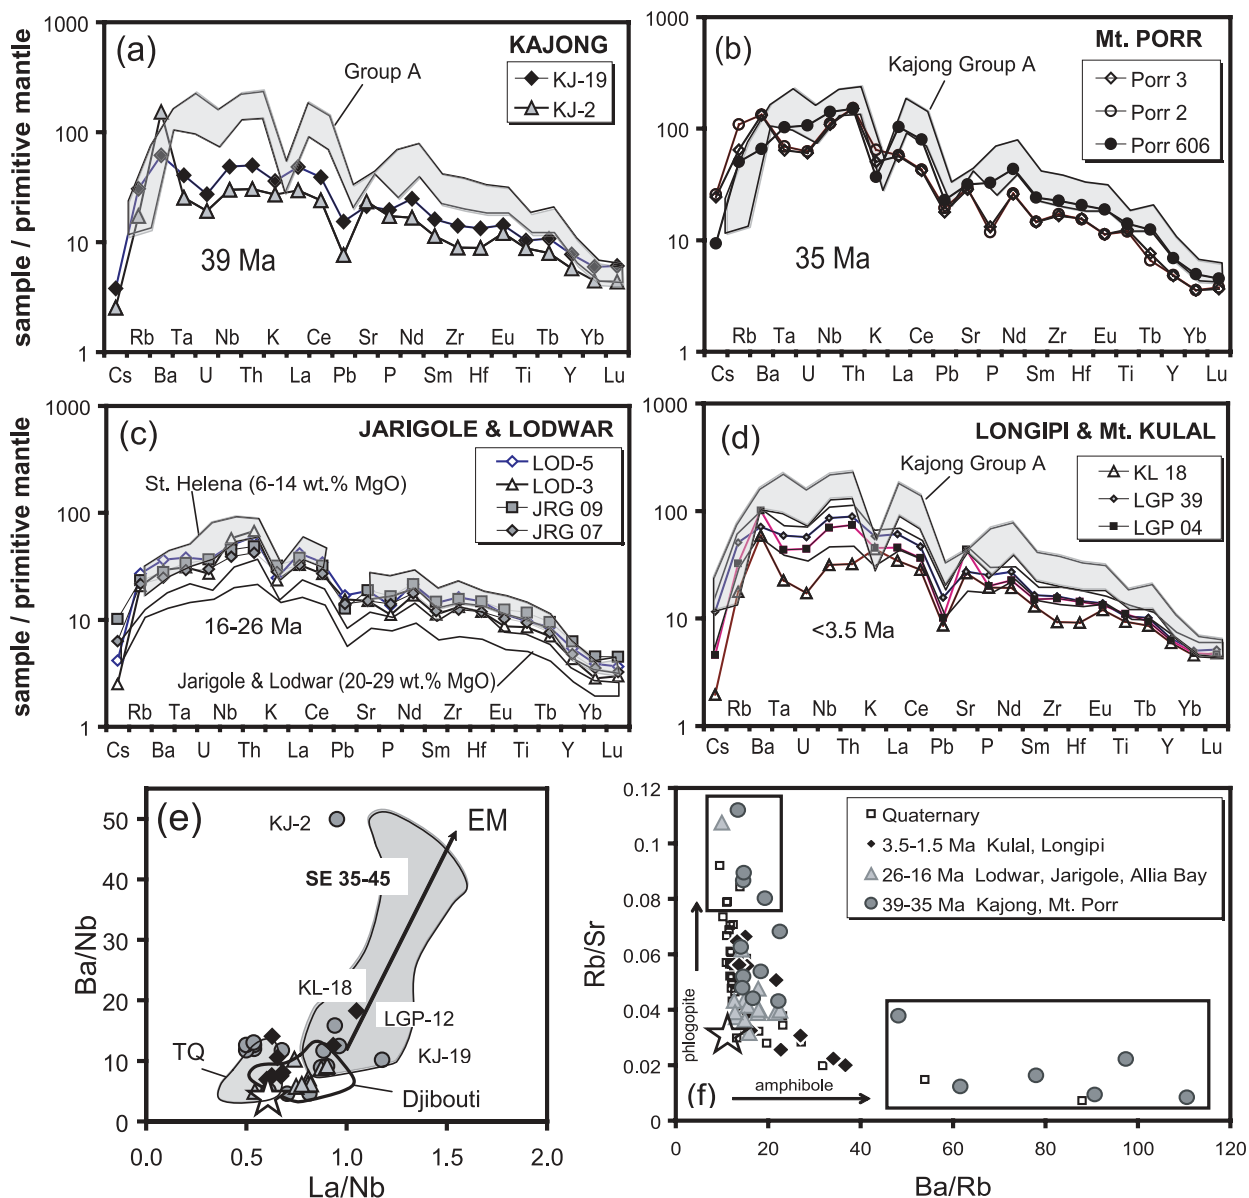 (a)
KAJONG
KJ-19
KJ-2
Group A
39 Ma
sample / primitive mantle
1000
100
10
1
Rb Ta Nb K Ce Sr Nd Zr Eu Tb Yb
Cs Ba U Th La Pb P Sm Hf Ti Y Lu
(b)
Mt. PORR
Porr 3
Porr 2
Porr 606
Kajong Group A
35 Ma
1000
100
10
1
Rb Ta Nb K Ce Sr Nd Zr Eu Tb Yb
Cs Ba U Th La Pb P Sm Hf Ti Y Lu
(c)
JARIGOLE & LODWAR
LOD-5
LOD-3
JRG 09
JRG 07
St. Helena (6-14 wt.% MgO)
16-26 Ma
Jarigole & Lodwar (20-29 wt.% MgO)
sample / primitive mantle
1000
100
10
1
Rb Ta Nb K Ce Sr Nd Zr Eu Tb Yb
Cs Ba U Th La Pb P Sm Hf Ti Y Lu
(d)
LONGIPI & Mt. KULAL
KL 18
LGP 39
LGP 04
Kajong Group A
<3.5 Ma
1000
100
10
1
Rb Ta Nb K Ce Sr Nd Zr Eu Tb Yb
Cs Ba U Th La Pb P Sm Hf Ti Y Lu
(e)
KJ-2
EM
SE 35-45
KL-18
LGP-12
KJ-19
TQ
Djibouti
Ba/Nb
50
40
30
20
10
0
0.0 0.5 1.0 1.5 2.0
La/Nb
Quaternary
3.5-1.5 Ma Kulal, Longipi
26-16 Ma Lodwar, Jarigole, Allia Bay
39-35 Ma Kajong, Mt. Porr
Rb/Sr
0.12
0.1
0.08
0.06
0.04
0.02
0
phlogopite
(f)
amphibole
0 20 40 60 80 100 120
Ba/Rb